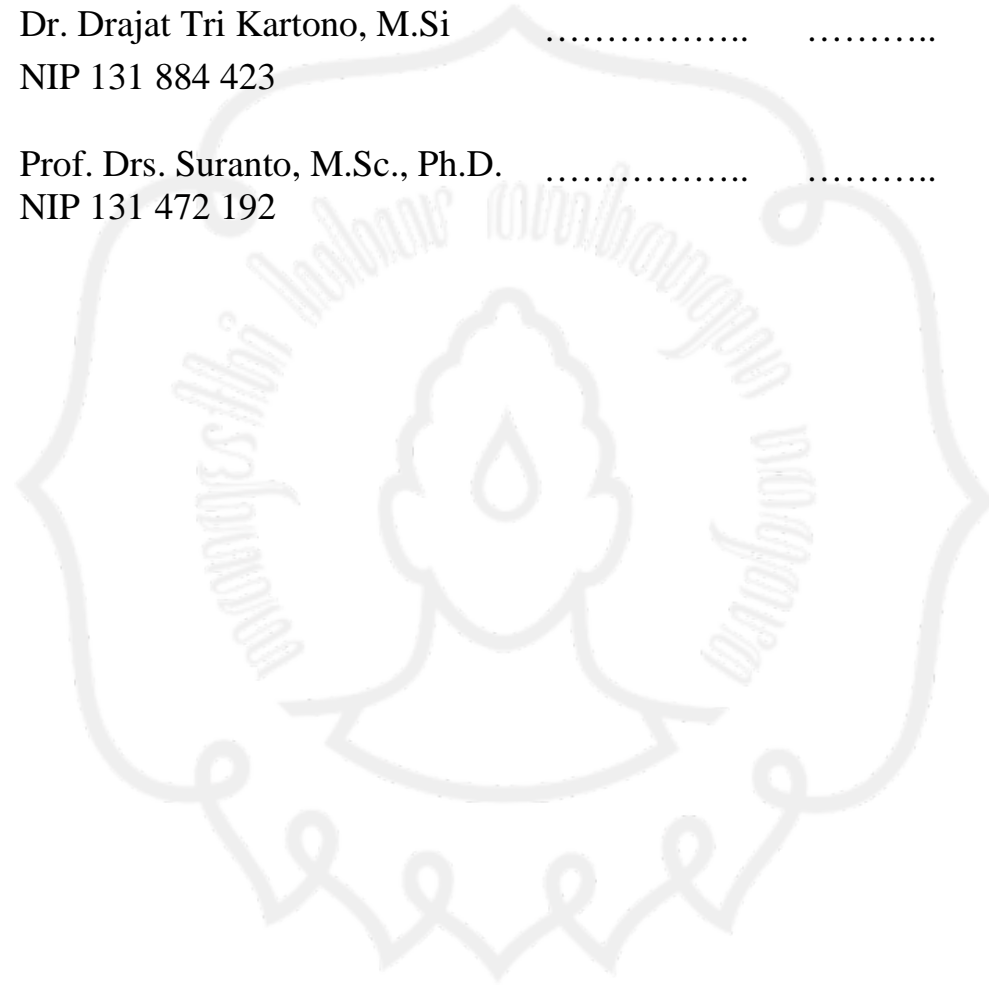 Dr. Drajat Tri Kartono, M.Si ……………... ………..
NIP 131 884 423
Prof. Drs. Suranto, M.Sc., Ph.D. ……………... ………..
NIP 131 472 192